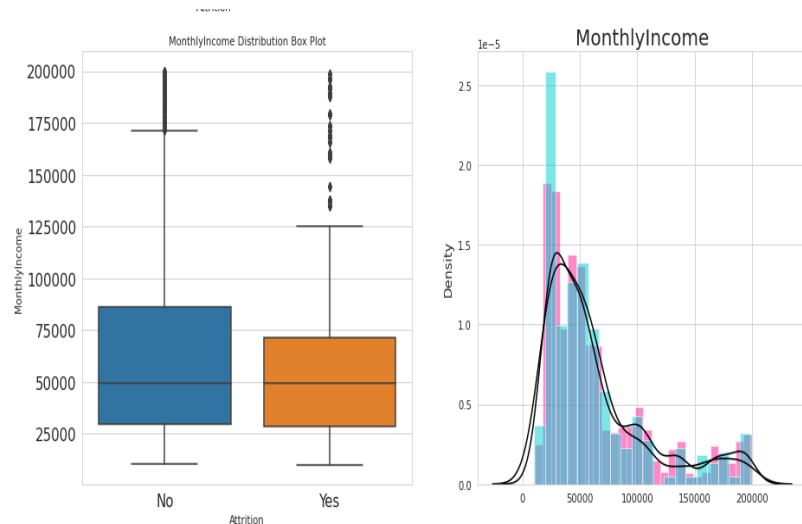 Attrition
MonthlyIncome Distribution Box Plot
200000
175000
150000
125000
100000
75000
50000
25000
MonthlyIncome
No Yes
Attrition
MonthlyIncome
1e−5
2.5
2.0
1.5
1.0
0.5
0.0
Density
0 50000 100000 150000 200000